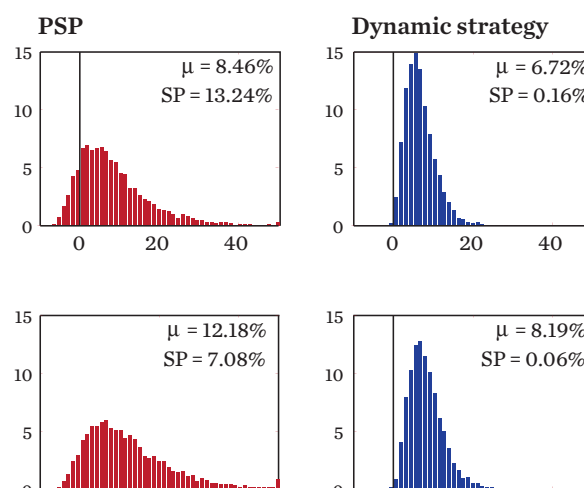 PSP
Dynamic strategy
15
μ = 8.46%
SP = 13.24%
10
5
0
0 20 40
15
μ = 6.72%
SP = 0.16%
10
5
0
0 20 40
15
μ = 12.18%
SP = 7.08%
10
5
15
μ = 8.19%
SP = 0.06%
10
5